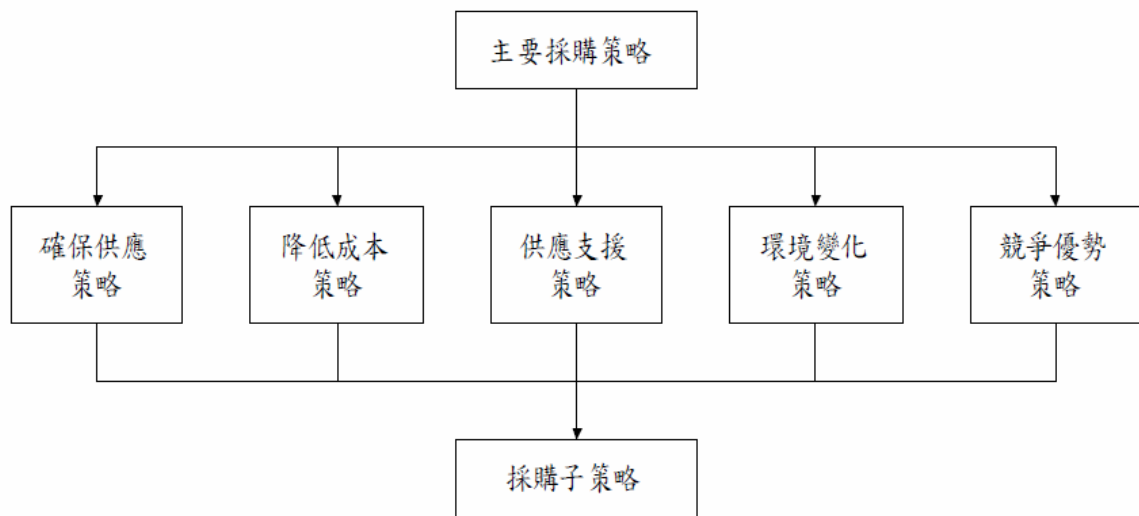 主要採購策略
確保供應
策略
降低成本
策略
供應支援
策略
環境變化
策略
競爭優勢
策略
採購子策略